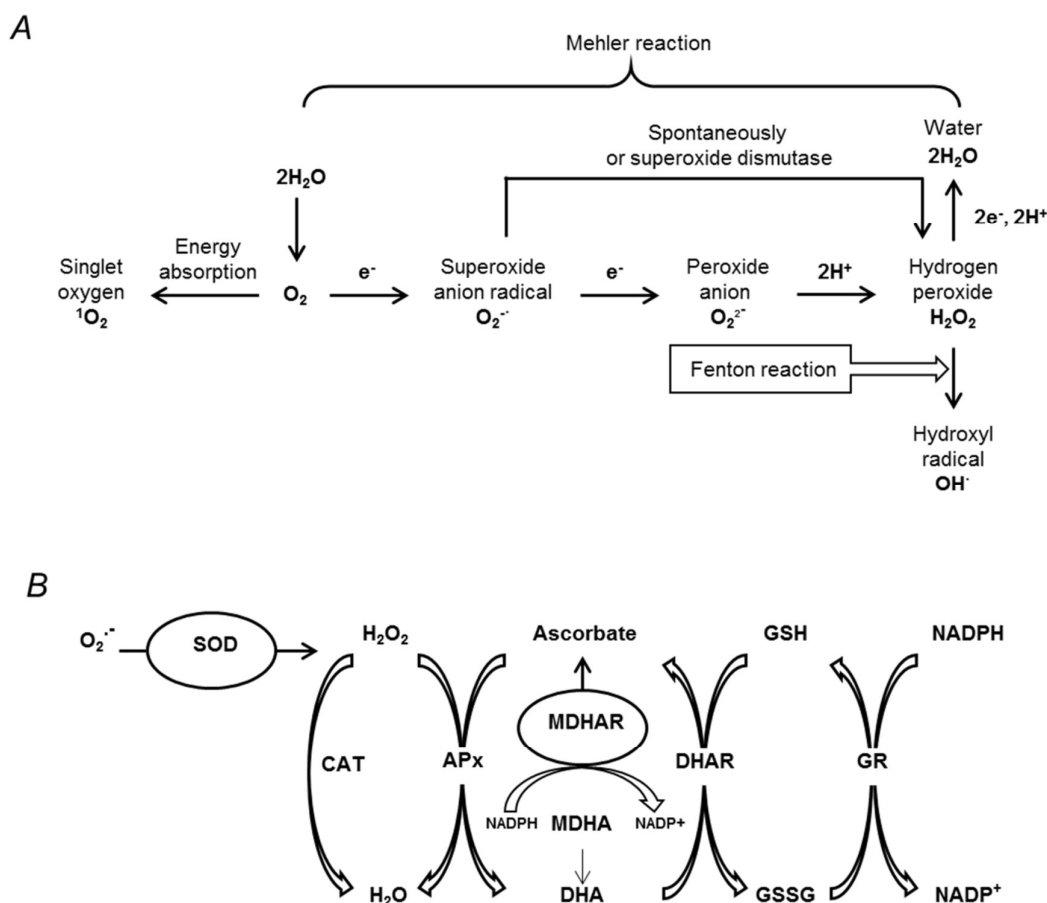 A
Mehler reaction
Spontaneously
or superoxide dismutase
Water
2H₂O
2H₂O
2e⁻, 2H⁺
Energy
absorption
Singlet
oxygen
¹O₂
O₂
e⁻
Superoxide
anion radical
O₂⁻·
e⁻
Peroxide
anion
O₂²⁻
2H⁺
Hydrogen
peroxide
H₂O₂
Fenton reaction
Hydroxyl
radical
OH·
B
O₂·⁻
SOD
H₂O₂
Ascorbate
GSH
NADPH
MDHAR
CAT
APx
DHAR
GR
NADPH
MDHA
NADP+
H₂O
DHA
GSSG
NADP⁺